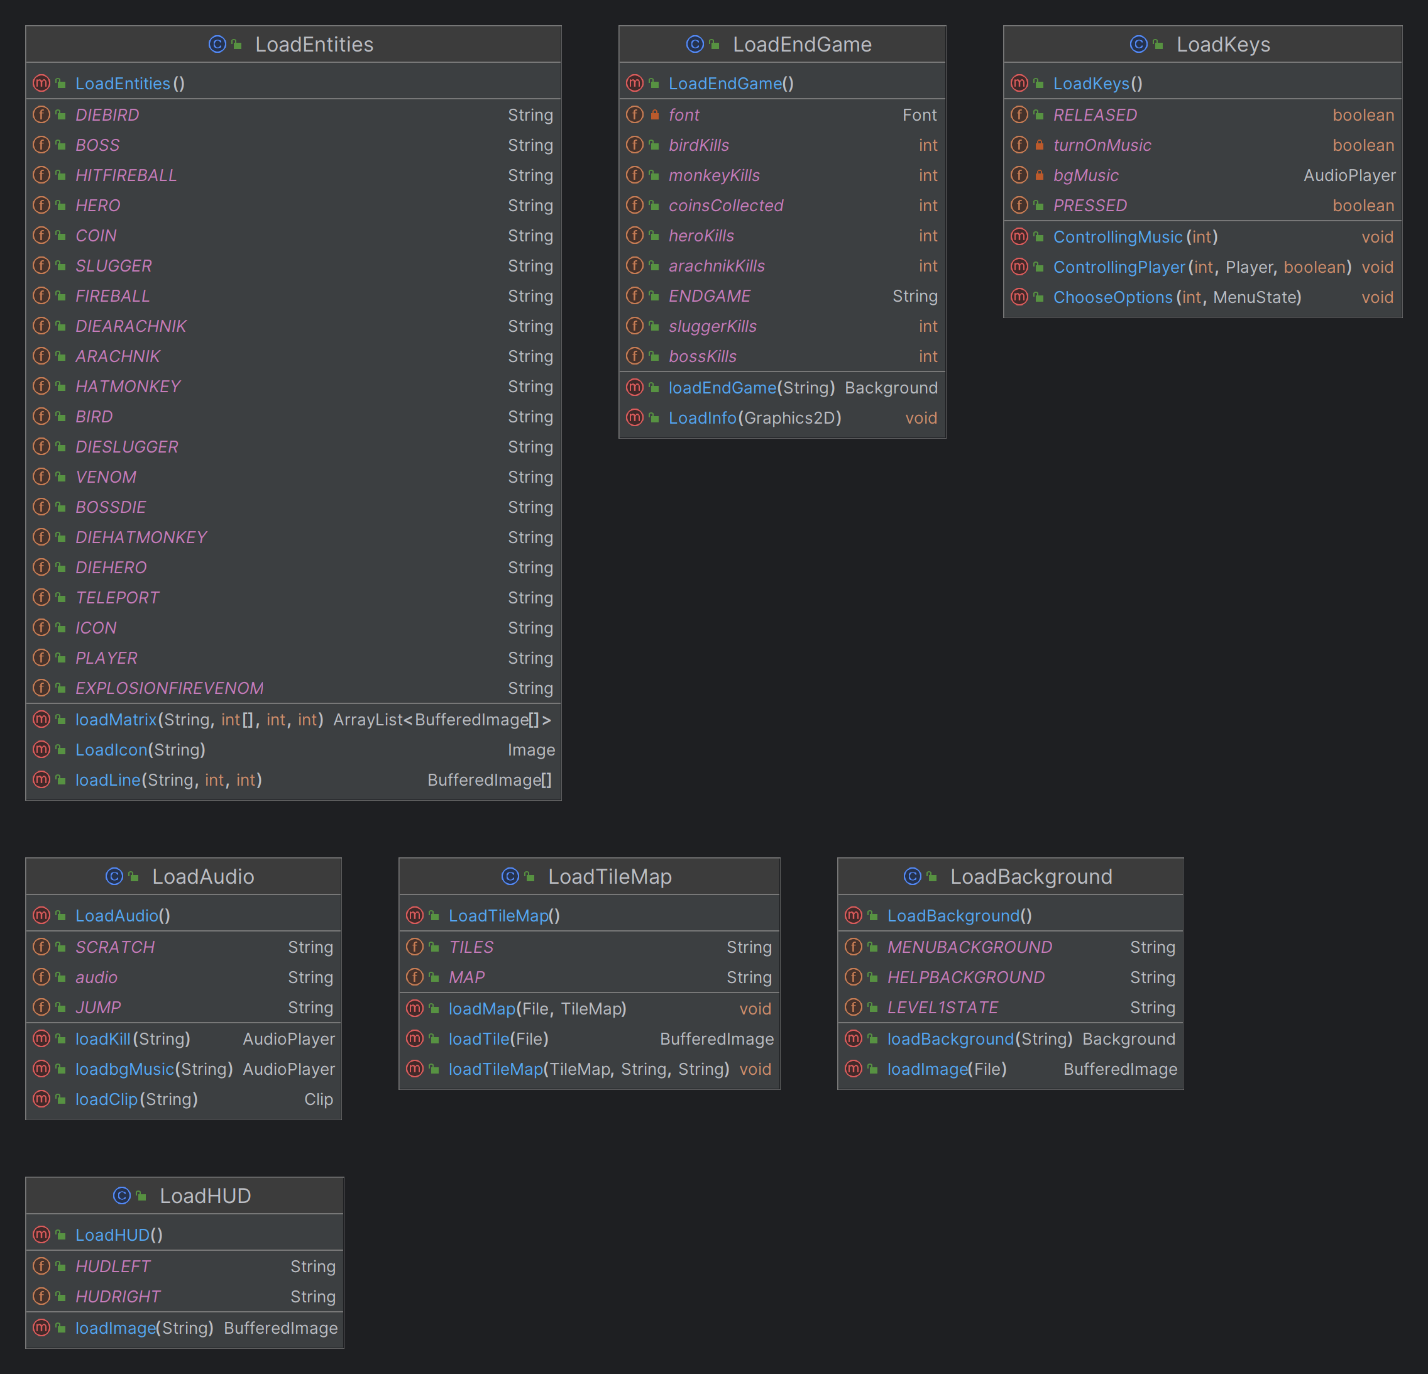 LoadEntities
LoadEntities()
DIEBIRD String
BOSS String
HITFIREBALL String
HERO String
COIN String
SLUGGER String
FIREBALL String
DIEARACHNIK String
ARACHNIK String
HATMONKEY String
BIRD String
DIESLUGGER String
VENOM String
BOSSDIE String
DIEHATMONKEY String
DIEHERO String
TELEPORT String
ICON String
PLAYER String
EXPLOSIONFIREVENOM String
loadMatrix(String, int[], int, int) ArrayList<BufferedImage[]>
LoadIcon(String) Image
loadLine(String, int, int) BufferedImage[]
LoadEndGame
LoadEndGame()
font Font
birdKills int
monkeyKills int
coinsCollected int
heroKills int
arachnikKills int
ENDGAME String
sluggerKills int
bossKills int
loadEndGame(String) Background
LoadInfo(Graphics2D) void
LoadKeys
LoadKeys()
RELEASED boolean
turnOnMusic boolean
bgMusic AudioPlayer
PRESSED boolean
ControllingMusic(int) void
ControllingPlayer(int, Player, boolean) void
ChooseOptions(int, MenuState) void
LoadAudio
LoadAudio()
SCRATCH String
audio String
JUMP String
loadKill(String) AudioPlayer
loadbgMusic(String) AudioPlayer
loadClip(String) Clip
LoadTileMap
LoadTileMap()
TILES String
MAP String
loadMap(File, TileMap) void
loadTile(File) BufferedImage
loadTileMap(TileMap, String, String) void
LoadBackground
LoadBackground()
MENUBACKGROUND String
HELPBACKGROUND String
LEVEL1STATE String
loadBackground(String) Background
loadImage(File) BufferedImage
LoadHUD
LoadHUD()
HUDLEFT String
HUDRIGHT String
loadImage(String) BufferedImage